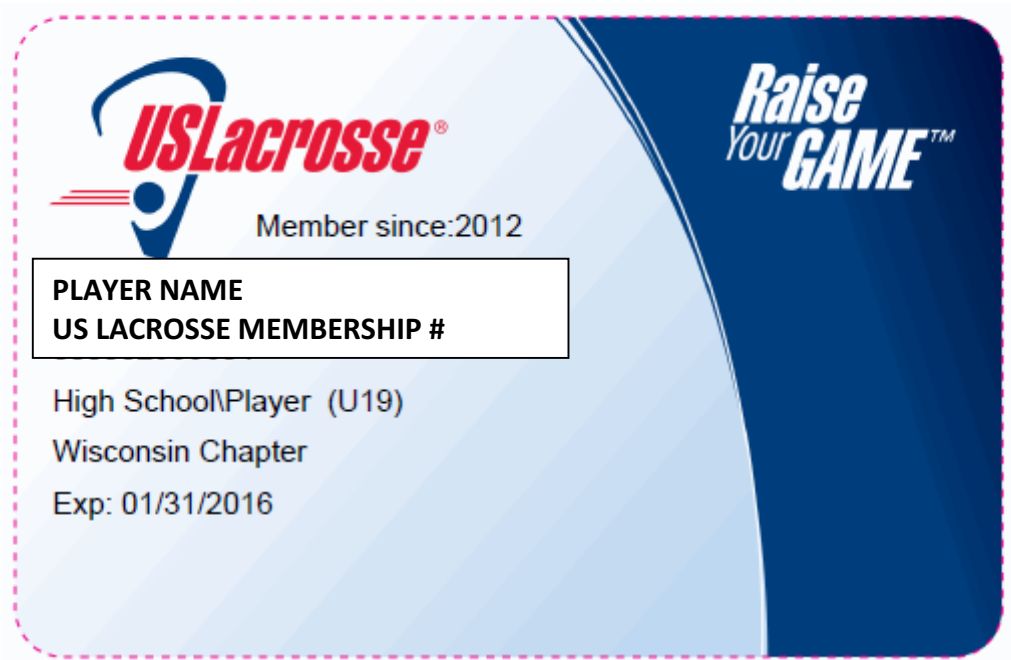 USLacrosse®
Raise
Your GAME™
Member since:2012
PLAYER NAME
US LACROSSE MEMBERSHIP #
High School\Player (U19)
Wisconsin Chapter
Exp: 01/31/2016